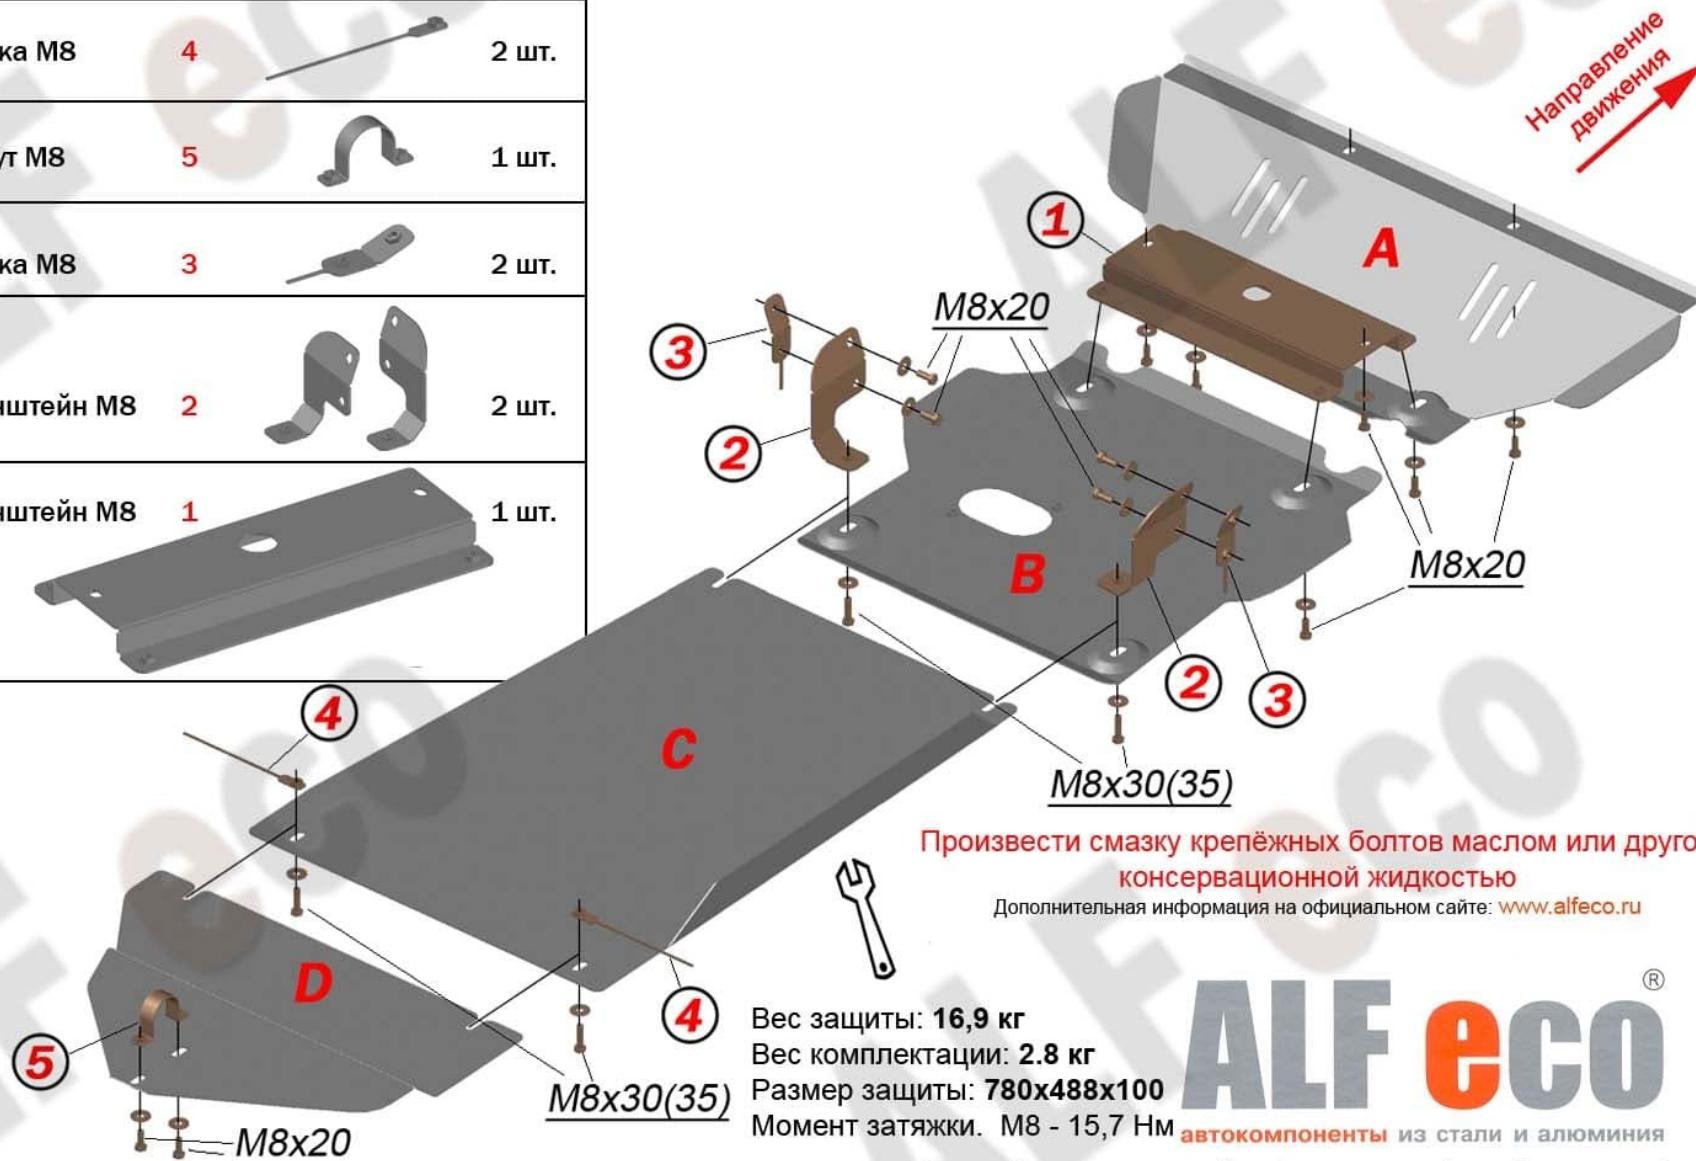 ка М8 4 2 шт.
ут М8 5 1 шт.
ка М8 3 2 шт.
нштейн М8 2 2 шт.
нштейн М8 1 1 шт.
Направление
движения
A
1
M8x20
3
2
B
M8x20
2
3
4
C
M8x30(35)
Произвести смазку крепёжных болтов маслом или друго
консервационной жидкостью
Дополнительная информация на официальном сайте: www.alfeco.ru
D
4
5
M8x30(35)
M8x20
Вес защиты: 16,9 кг
Вес комплектации: 2.8 кг
Размер защиты: 780x488x100
Момент затяжки. М8 - 15,7 Нм
ALF eco ®
автокомпоненты из стали и алюминия